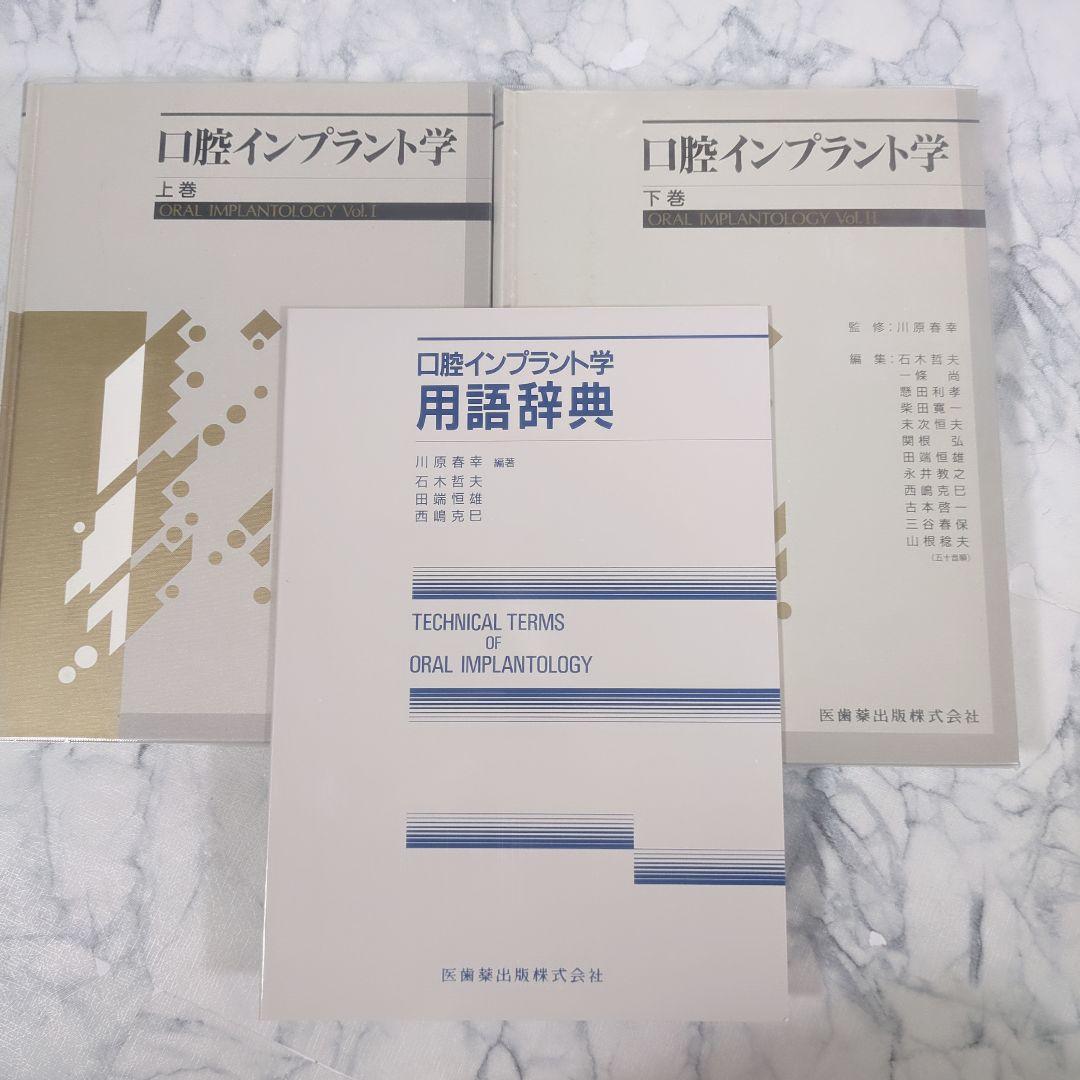 口腔インプラント学
上巻
ORAL IMPLANTOLOGY Vol. I
口腔インプラント学
下巻
ORAL IMPLANTOLOGY Vol. II
監修：川原春幸
編集：石木哲夫
一條 尚
懸田利孝
柴田寛一
末次恒夫
関根 弘
田端恒雄
永井教之
西嶋克巳
古本啓一
三谷春保
山根稔夫
（五十音順）
医歯薬出版株式会社
口腔インプラント学
用語辞典
川原春幸 編著
石木哲夫
田端恒雄
西嶋克巳
TECHNICAL TERMS
OF
ORAL IMPLANTOLOGY
医歯薬出版株式会社